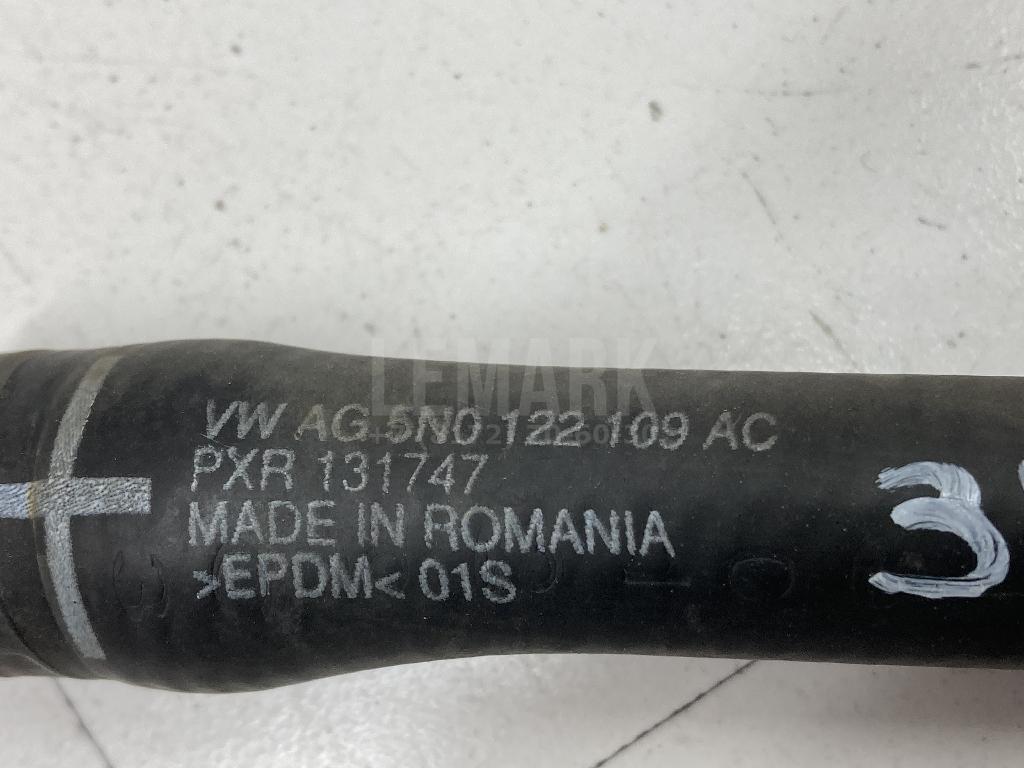 LEMARK
VW AG 5N0 122 109 AC
PXR 131747
MADE IN ROMANIA
>EPDM< 01S
3